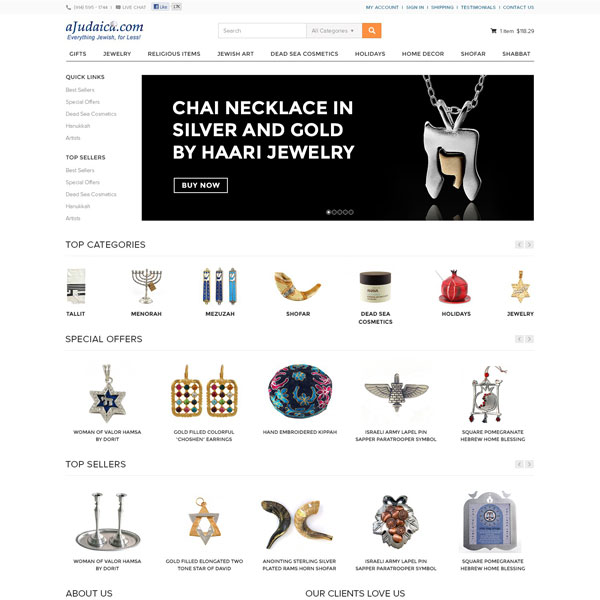 LIVE CHAT
Like
MY ACCOUNT | SIGN IN | SHIPPING | TESTIMONIALS | CONTACT US
aJudaica.com
Everything Jewish, for Less!
Search
All Categories
1 item $118.29
GIFTS JEWELRY RELIGIOUS ITEMS JEWISH ART DEAD SEA COSMETICS HOLIDAYS HOME DECOR SHOFAR SHABBAT
QUICK LINKS
Best Sellers
Special Offers
Dead Sea Cosmetics
Hanukkah
Artists
TOP SELLERS
Best Sellers
Special Offers
Dead Sea Cosmetics
Hanukkah
Artists
CHAI NECKLACE IN
SILVER AND GOLD
BY HAARI JEWELRY
BUY NOW
TOP CATEGORIES
TALLIT
MENORAH
MEZUZAH
SHOFAR
DEAD SEA
COSMETICS
HOLIDAYS
JEWELRY
SPECIAL OFFERS
WOMAN OF VALOR HAMSA
BY DORIT
GOLD FILLED COLORFUL
"CHOSHEN" EARRINGS
HAND EMBROIDERED KIPPAH
ISRAELI ARMY LAPEL PIN
SAPPER PARATROOPER SYMBOL
SQUARE POMEGRANATE
HEBREW HOME BLESSING
TOP SELLERS
WOMAN OF VALOR HAMSA
BY DORIT
GOLD FILLED ELONGATED TWO
TONE STAR OF DAVID
ANOINTING STERLING SILVER
PLATED RAMS HORN SHOFAR
ISRAELI ARMY LAPEL PIN
SAPPER PARATROOPER SYMBOL
SQUARE POMEGRANATE
HEBREW HOME BLESSING
ABOUT US
OUR CLIENTS LOVE US